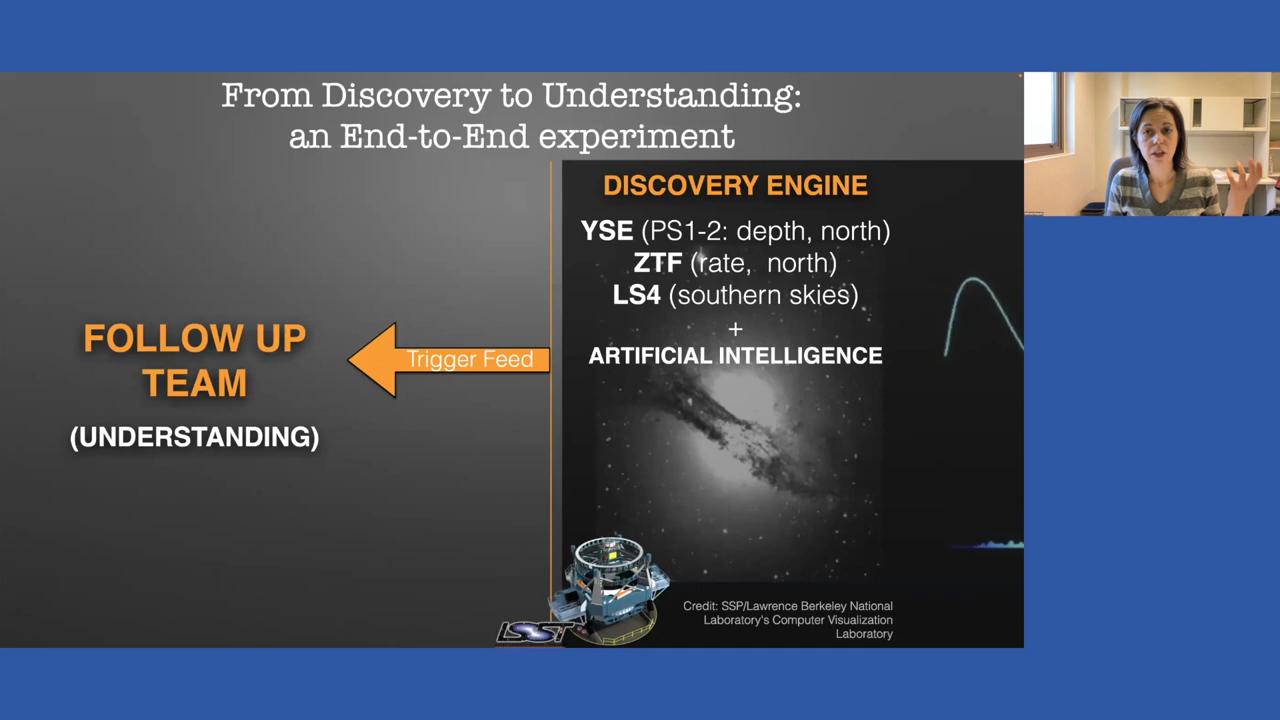 From Discovery to Understanding:
an End-to-End experiment
DISCOVERY ENGINE
YSE (PS1-2: depth, north)
ZTF (rate, north)
LS4 (southern skies)
+
ARTIFICIAL INTELLIGENCE
FOLLOW UP
TEAM
(UNDERSTANDING)
Trigger Feed
LSST
Credit: SSP/Lawrence Berkeley National
Laboratory's Computer Visualization
Laboratory